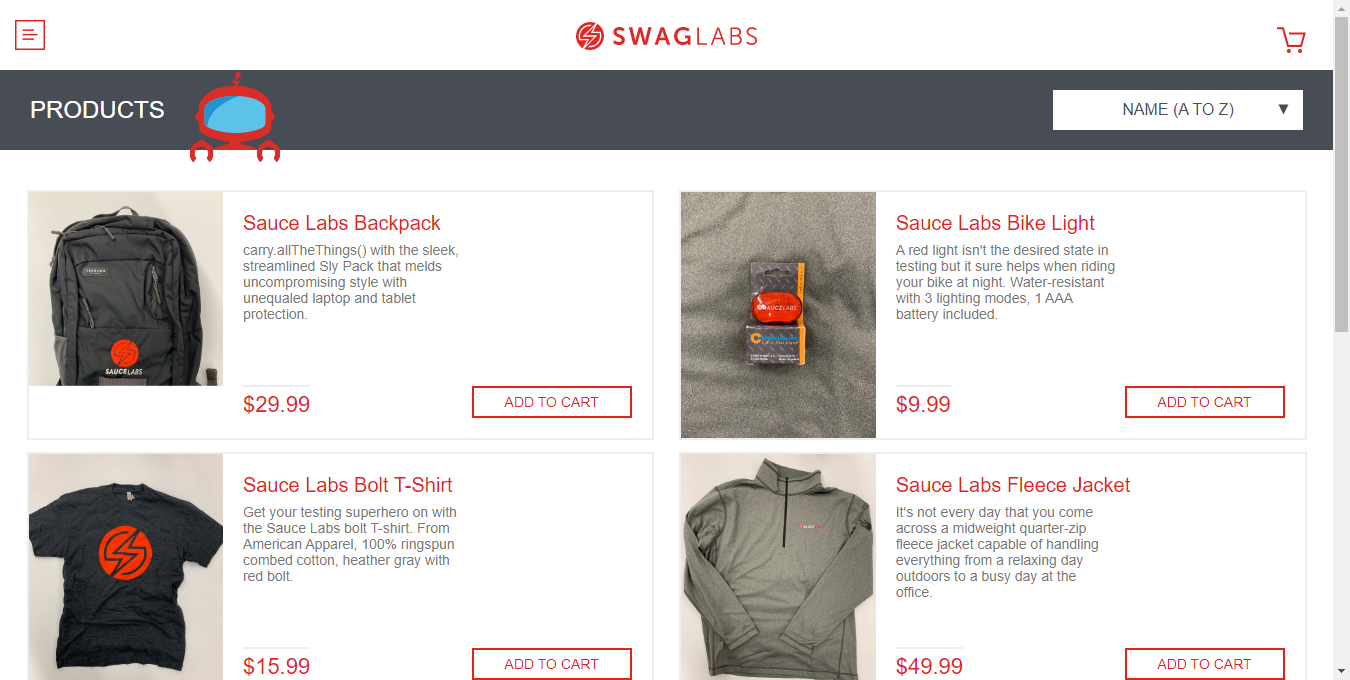 SWAGLABS
PRODUCTS
NAME (A TO Z)
Sauce Labs Backpack
carry.allTheThings() with the sleek,
streamlined Sly Pack that melds
uncompromising style with
unequaled laptop and tablet
protection.
SAUCELABS
$29.99
ADD TO CART
Sauce Labs Bike Light
A red light isn't the desired state in
testing but it sure helps when riding
your bike at night. Water-resistant
with 3 lighting modes, 1 AAA
battery included.
SAUCELABS
$9.99
ADD TO CART
Sauce Labs Bolt T-Shirt
Get your testing superhero on with
the Sauce Labs bolt T-shirt. From
American Apparel, 100% ringspun
combed cotton, heather gray with
red bolt.
$15.99
ADD TO CART
Sauce Labs Fleece Jacket
It's not every day that you come
across a midweight quarter-zip
fleece jacket capable of handling
everything from a relaxing day
outdoors to a busy day at the
office.
$49.99
ADD TO CART